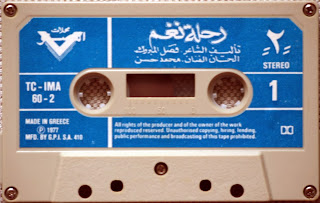 محلات
رحلة نغم
تأليف الشاعر فضل المبروك
الحان الفنان محمد حسن
-٢-
STEREO
TC-IMA
60-2
1
MADE IN GREECE
Ⓟ 1977
MFD. BY G.P.I. S.A. 410
All rights of the producer and of the owner of the work
reproduced reserved. Unauthorised copying, hiring, lending,
public performance and broadcasting of this tape prohibited.